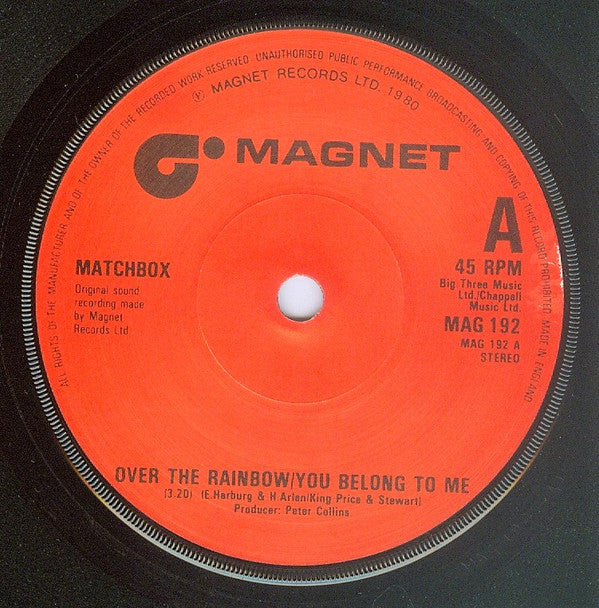 ALL RIGHTS OF THE MANUFACTURER AND OF THE OWNER OF THE RECORDED WORK RESERVED UNAUTHORISED PUBLIC PERFORMANCE BROADCASTING AND COPYING OF THIS RECORD PROHIBITED MADE IN ENGLAND
℗ MAGNET RECORDS LTD. 1980
MAGNET
A
MATCHBOX
45 RPM
Original sound
recording made
by Magnet
Records Ltd
Big Three Music
Ltd./Chappell
Music Ltd.
MAG 192
MAG 192 A
STEREO
OVER THE RAINBOW/YOU BELONG TO ME
(3.20) (E.Harburg & H Arlen/King Price & Stewart)
Producer: Peter Collins